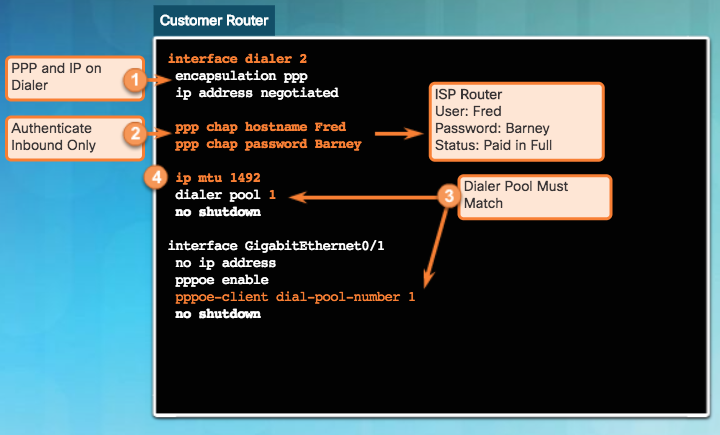 Customer Router
PPP and IP on
Dialer
1
Authenticate
Inbound Only
2
interface dialer 2
encapsulation ppp
ip address negotiated
ppp chap hostname Fred
ppp chap password Barney
ISP Router
User: Fred
Password: Barney
Status: Paid in Full
4
ip mtu 1492
dialer pool 1
no shutdown
3
Dialer Pool Must
Match
interface GigabitEthernet0/1
no ip address
pppoe enable
pppoe-client dial-pool-number 1
no shutdown